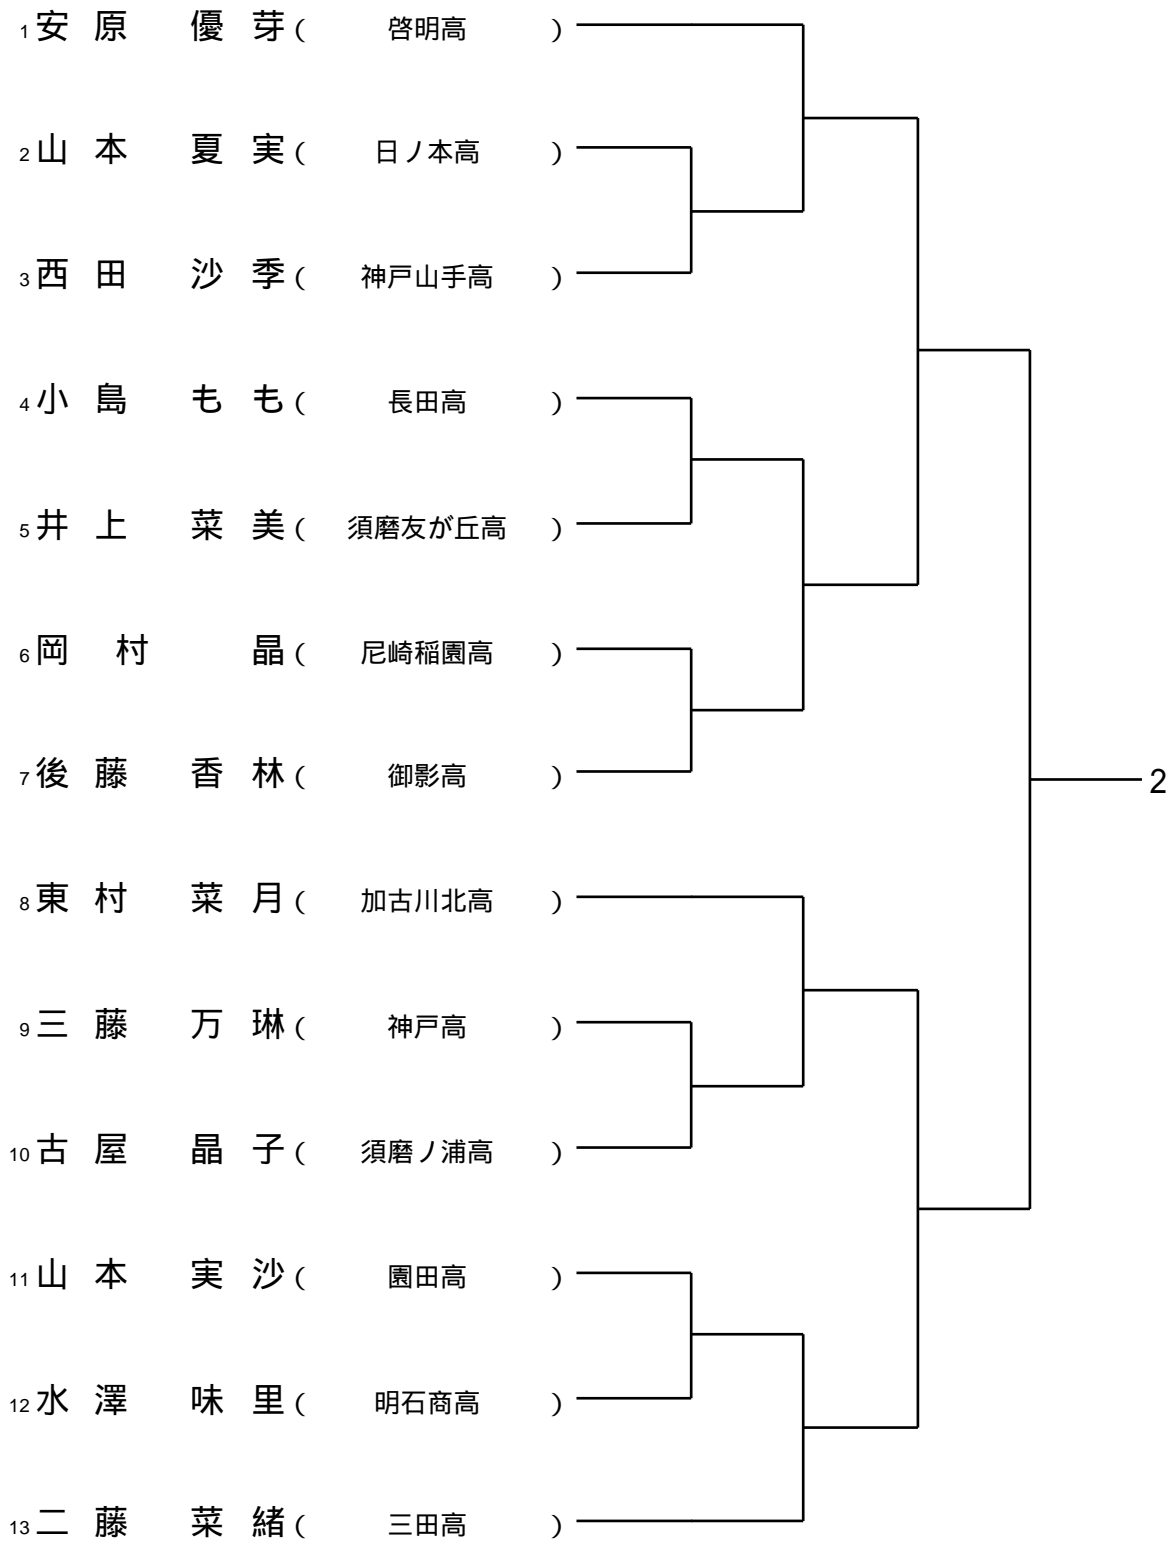 1 安原 優芽 ( 啓明高 )
2 山本 夏実 ( 日ノ本高 )
3 西田 沙季 ( 神戸山手高 )
4 小島 もも ( 長田高 )
5 井上 菜美 ( 須磨友が丘高 )
6 岡村 晶 ( 尼崎稲園高 )
7 後藤 香林 ( 御影高 )
2
8 東村 菜月 ( 加古川北高 )
9 三藤 万琳 ( 神戸高 )
10 古屋 晶子 ( 須磨ノ浦高 )
11 山本 実沙 ( 園田高 )
12 水澤 味里 ( 明石商高 )
13 二藤 菜緒 ( 三田高 )